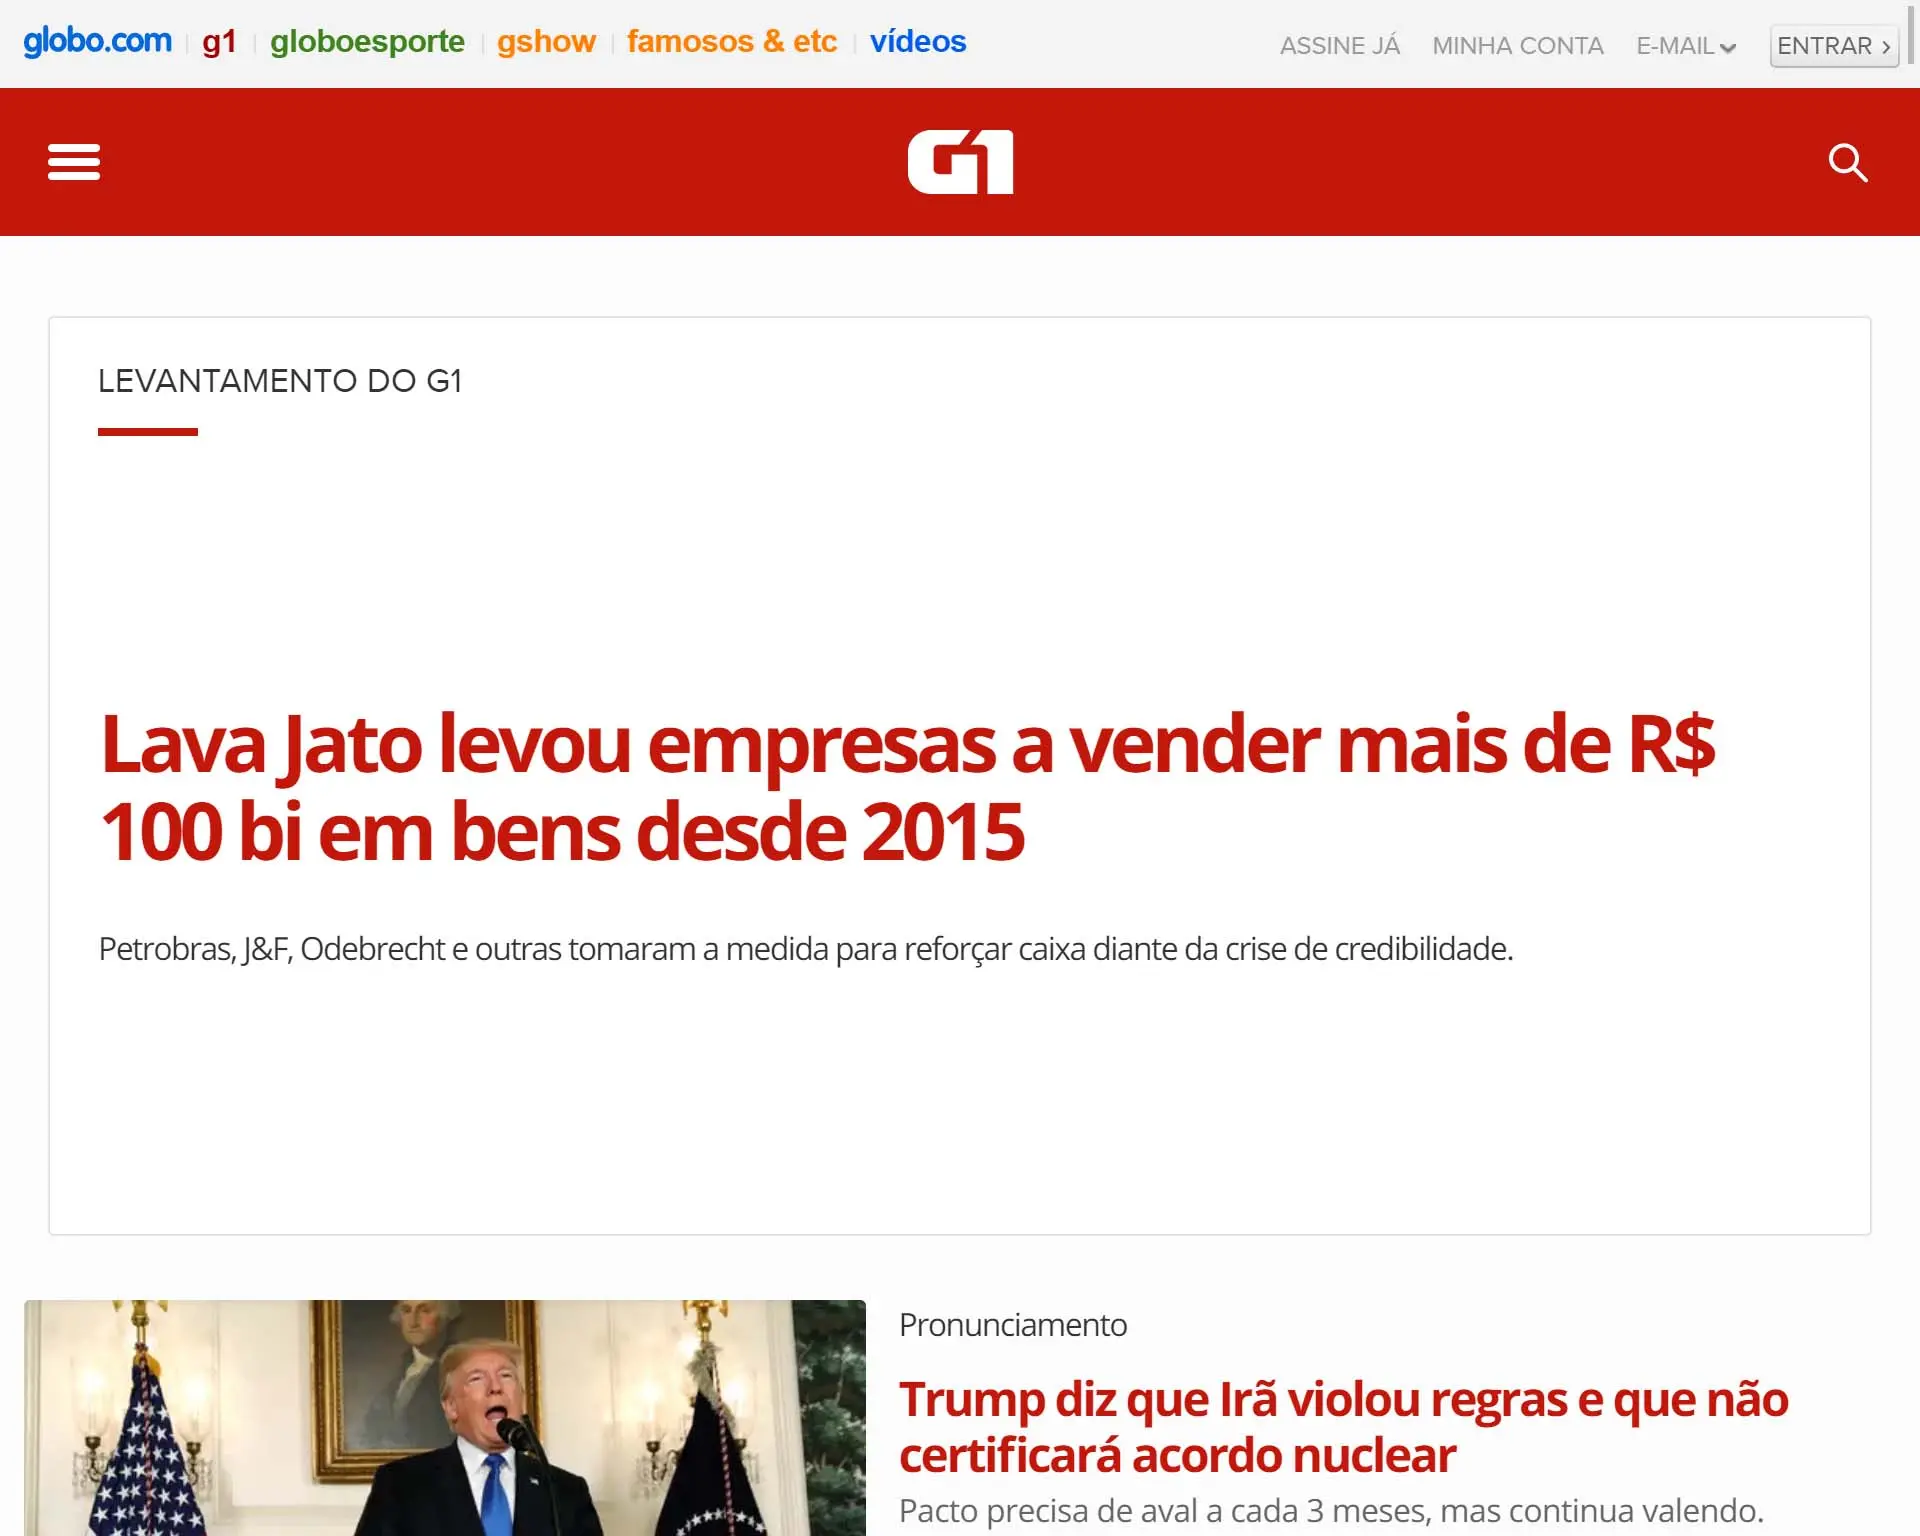 globo.com g1 globoesporte gshow famosos & etc vídeos ASSINE JÁ MINHA CONTA E-MAIL ENTRAR ›
G1
LEVANTAMENTO DO G1
Lava Jato levou empresas a vender mais de R$
100 bi em bens desde 2015
Petrobras, J&F, Odebrecht e outras tomaram a medida para reforçar caixa diante da crise de credibilidade.
Pronunciamento
Trump diz que Irã violou regras e que não
certificará acordo nuclear
Pacto precisa de aval a cada 3 meses, mas continua valendo.